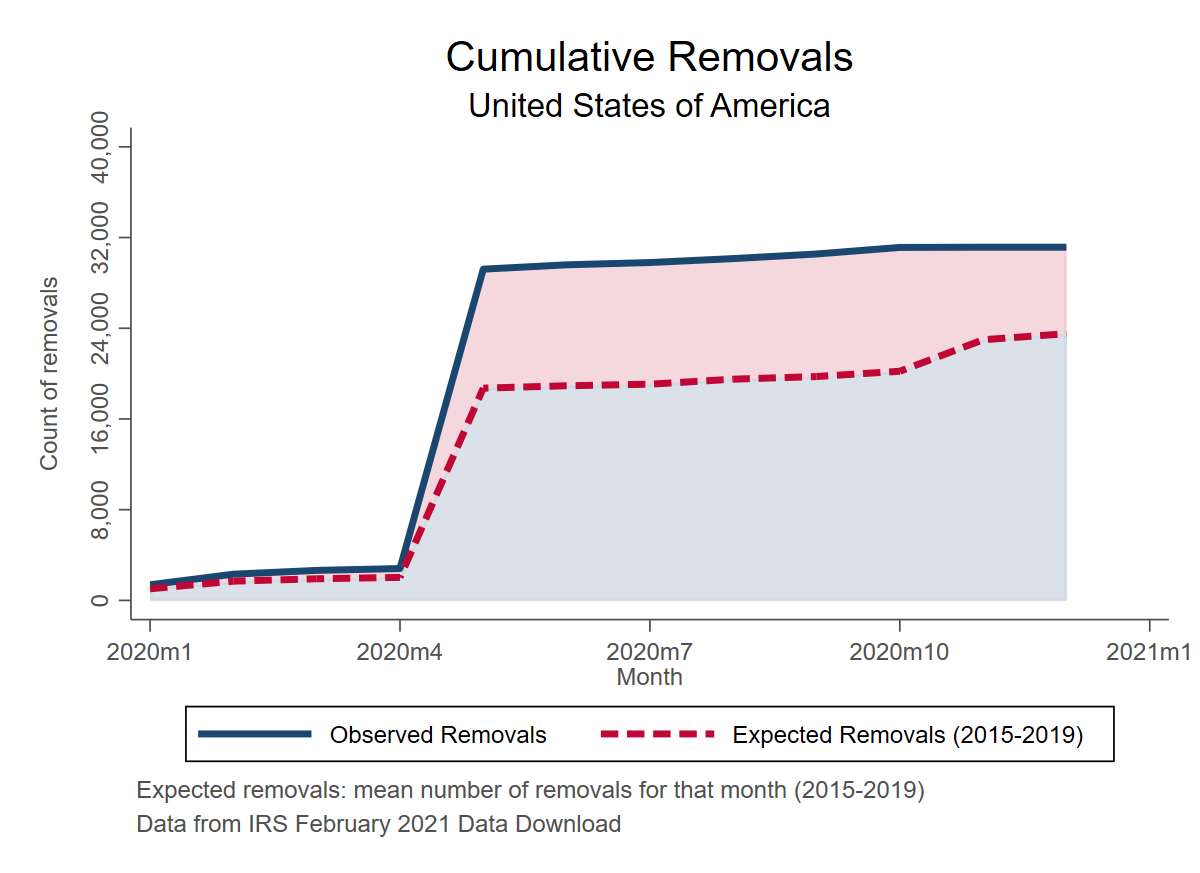 Cumulative Removals
United States of America
Count of removals
40,000
32,000
24,000
16,000
8,000
0
2020m1 2020m4 2020m7 2020m10 2021m1
Month
Observed Removals Expected Removals (2015-2019)
Expected removals: mean number of removals for that month (2015-2019)
Data from IRS February 2021 Data Download